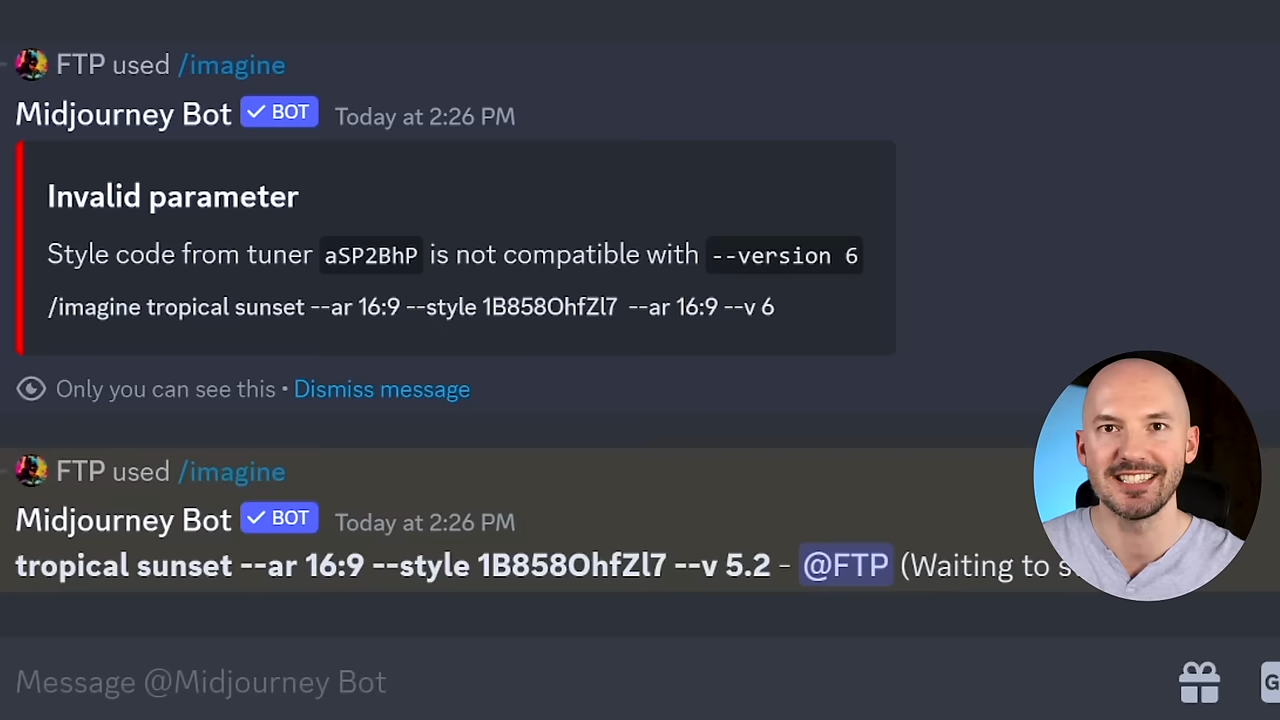 FTP used /imagine
Midjourney Bot ✓ BOT Today at 2:26 PM
Invalid parameter
Style code from tuner aSP2BhP is not compatible with --version 6
/imagine tropical sunset --ar 16:9 --style 1B858OhfZl7 --ar 16:9 --v 6
Only you can see this • Dismiss message
FTP used /imagine
Midjourney Bot ✓ BOT Today at 2:26 PM
tropical sunset --ar 16:9 --style 1B858OhfZl7 --v 5.2 - @FTP (Waiting to
Message @Midjourney Bot